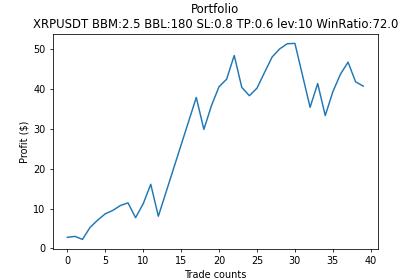 Portfolio
XRPUSDT BBM:2.5 BBL:180 SL:0.8 TP:0.6 lev:10 WinRatio:72.0
50
40
30
20
10
0
Profit ($)
0 5 10 15 20 25 30 35 40
Trade counts